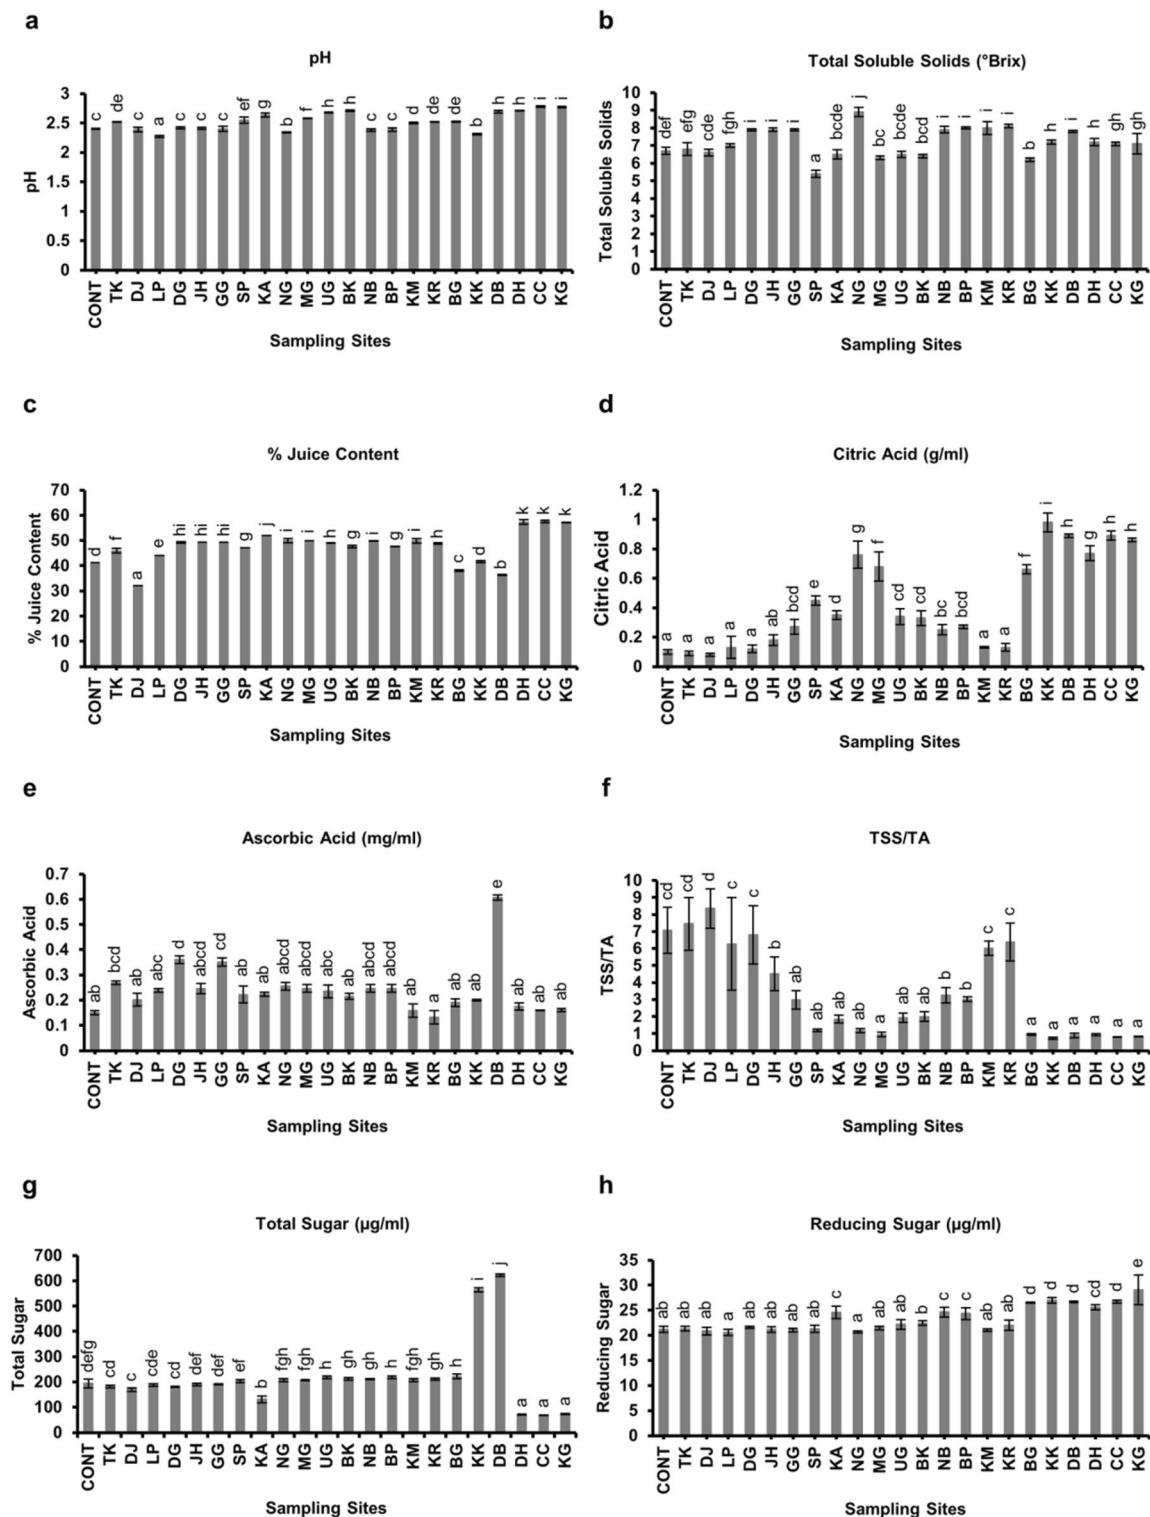 a
pH
pH
3
2.5
2
1.5
1
0.5
0
c de c a c c c ef g b f h h c c d de de b h h i i
CONT TK DJ LP DG JH GG SP KA NG MG UG BK NB BP KM KR BG KK DB DH CC KG
Sampling Sites
b
Total Soluble Solids (°Brix)
Total Soluble Solids
10
9
8
7
6
5
4
3
2
1
0
def efg cde fgh i i i a bcde j bc bcde bcd i i i i b h i h gh gh
CONT TK DJ LP DG JH GG SP KA NG MG UG BK NB BP KM KR BG KK DB DH CC KG
Sampling Sites
c
% Juice Content
% Juice Content
70
60
50
40
30
20
10
0
d f a e hi hi hi g j i i h g i g i h c d b k k k
CONT TK DJ LP DG JH GG SP KA NG MG UG BK NB BP KM KR BG KK DB DH CC KG
Sampling Sites
d
Citric Acid (g/ml)
Citric Acid
1.2
1
0.8
0.6
0.4
0.2
0
a a a a a ab bcd e d g f cd cd bc bcd a a f i h g h h
CONT TK DJ LP DG JH GG SP KA NG MG UG BK NB BP KM KR BG KK DB DH CC KG
Sampling Sites
e
Ascorbic Acid (mg/ml)
Ascorbic Acid
0.7
0.6
0.5
0.4
0.3
0.2
0.1
0
ab bcd ab abc d abcd cd ab ab abcd abcd abc ab abcd abcd ab a ab ab e ab ab ab
CONT TK DJ LP DG JH GG SP KA NG MG UG BK NB BP KM KR BG KK DB DH CC KG
Sampling Sites
f
TSS/TA
TSS/TA
10
9
8
7
6
5
4
3
2
1
0
cd cd d c c b ab a ab ab a ab ab b b c c a a a a a a
CONT TK DJ LP DG JH GG SP KA NG MG UG BK NB BP KM KR BG KK DB DH CC KG
Sampling Sites
g
Total Sugar (µg/ml)
Total Sugar
700
600
500
400
300
200
100
0
defg cd c cde cd def def ef b fgh fgh h gh gh h fgh gh h i j a a a
CONT TK DJ LP DG JH GG SP KA NG MG UG BK NB BP KM KR BG KK DB DH CC KG
Sampling Sites
h
Reducing Sugar (µg/ml)
Reducing Sugar
35
30
25
20
15
10
5
0
ab ab ab a ab ab ab ab c a ab ab b c c ab ab d d d cd d e
CONT TK DJ LP DG JH GG SP KA NG MG UG BK NB BP KM KR BG KK DB DH CC KG
Sampling Sites